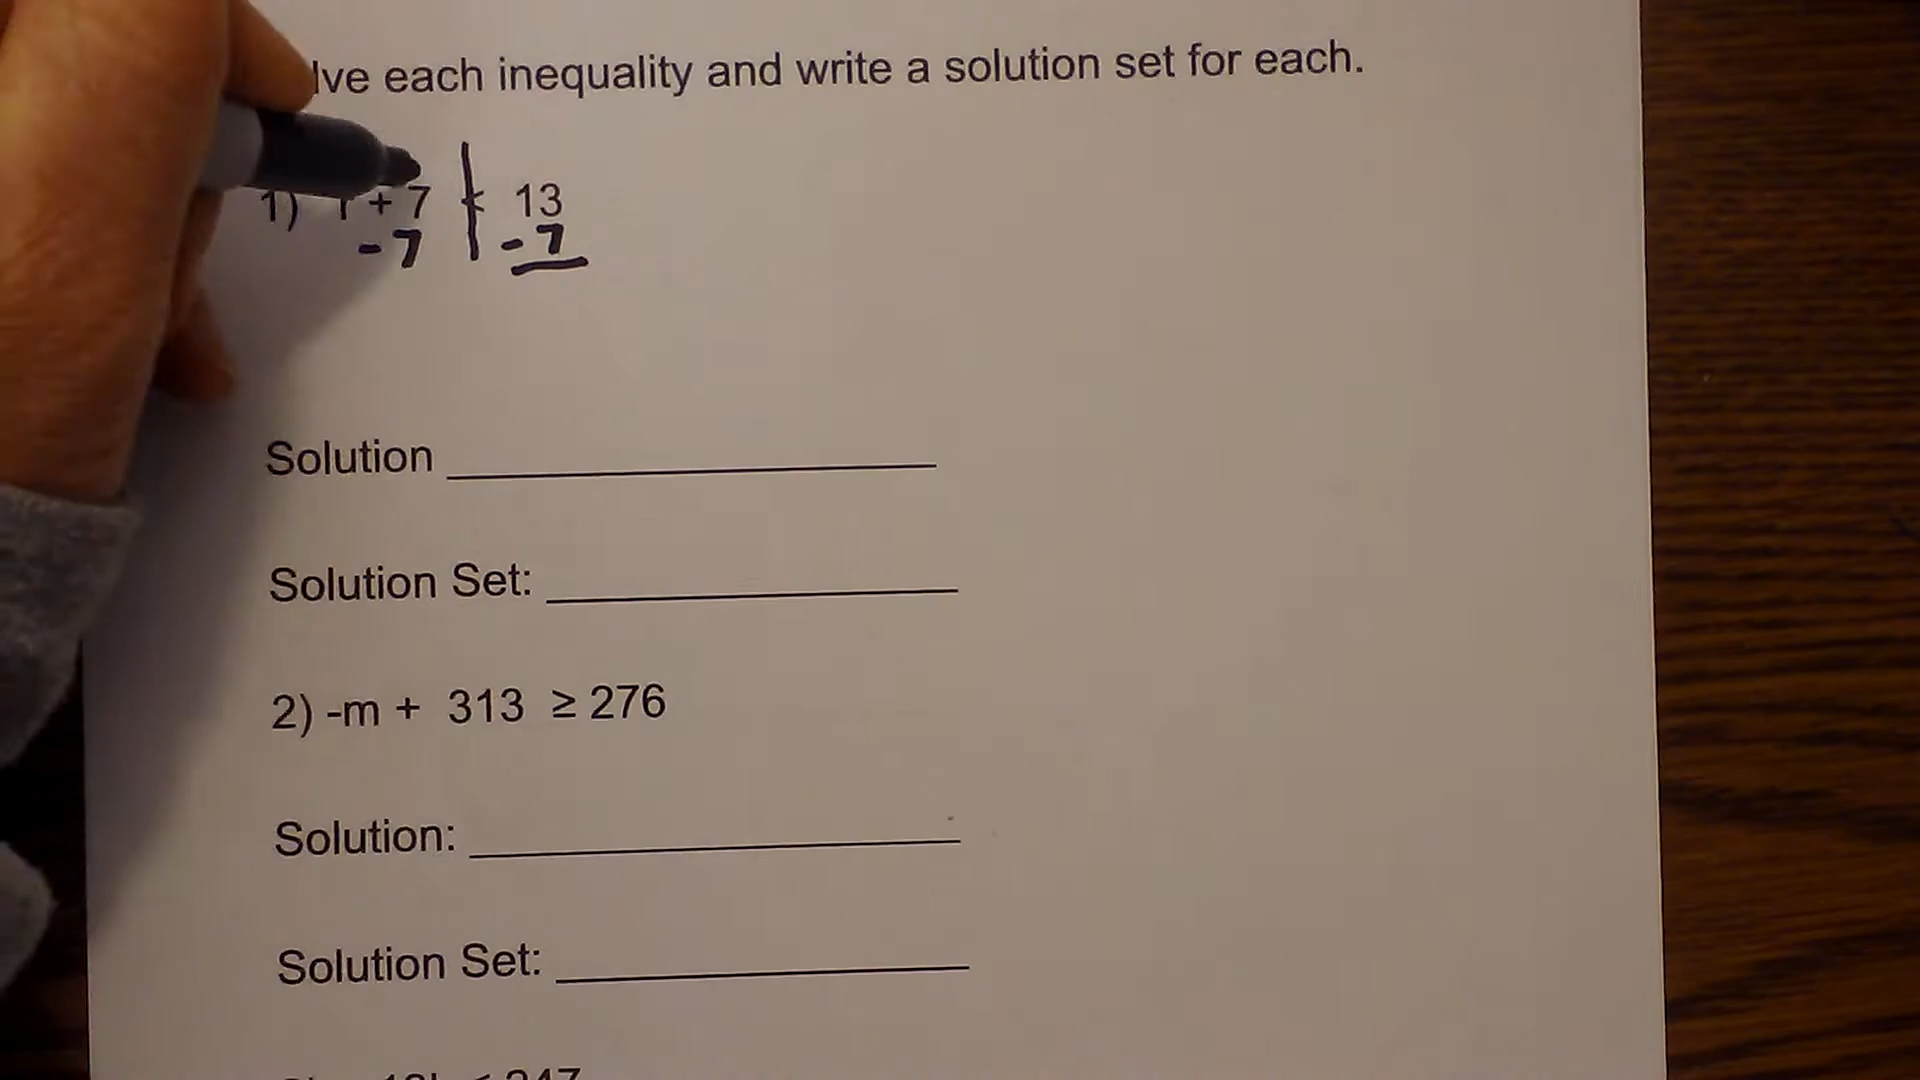 lve each inequality and write a solution set for each.
1) r + 7 < 13
-7 -7
Solution
Solution Set:
2) -m + 313 ≥ 276
Solution:
Solution Set: